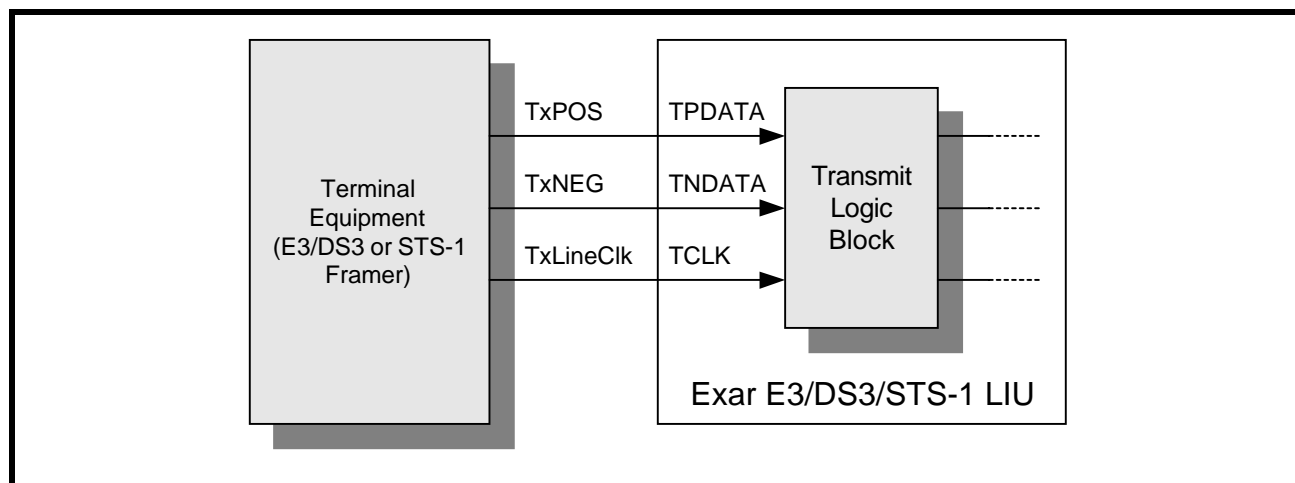 TxPOS
TPDATA
TxNEG
TNDATA
TxLineClk
TCLK
Terminal
Equipment
(E3/DS3 or STS-1
Framer)
Transmit
Logic
Block
Exar E3/DS3/STS-1 LIU